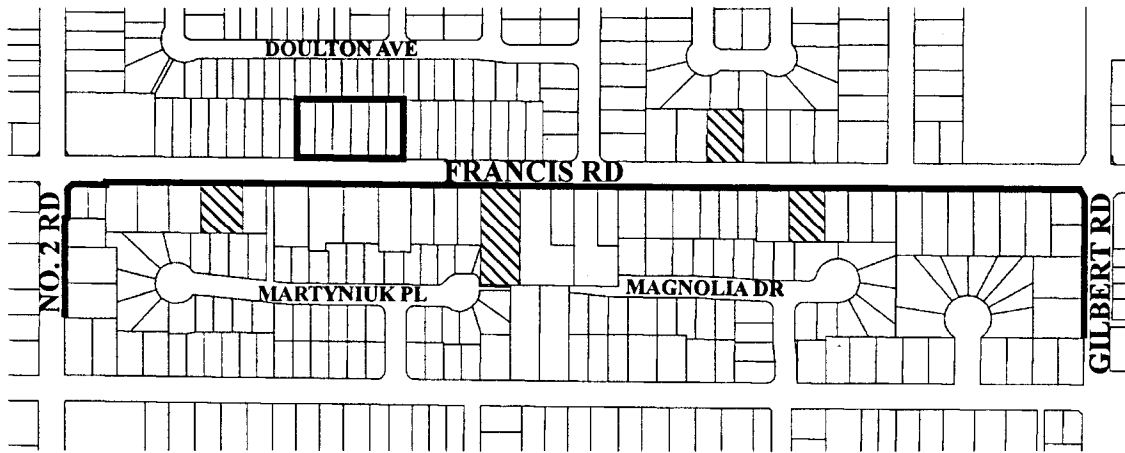 DOULTON AVE
FRANCIS RD
NO. 2 RD
MARTYNIUK PL
MAGNOLIA DR
GILBERT RD